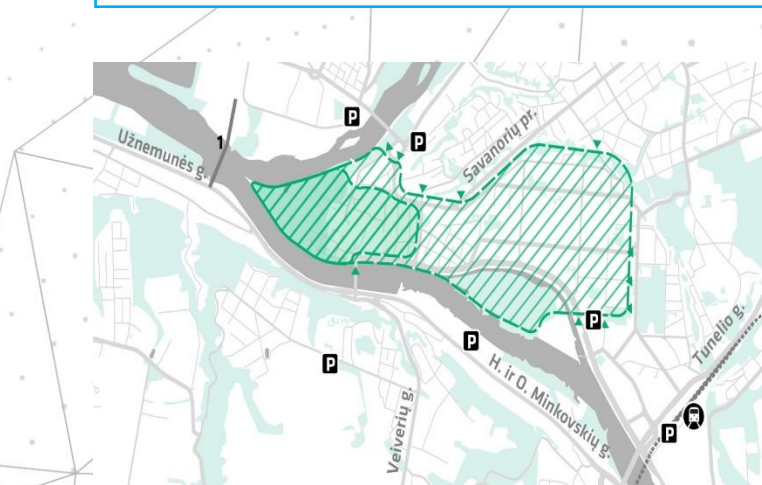 P
P
Savanorių pr.
1
Užnemunės g.
P
P
P
Tunelio g.
H. ir O. Minkovskių g.
Veiverių g.
P